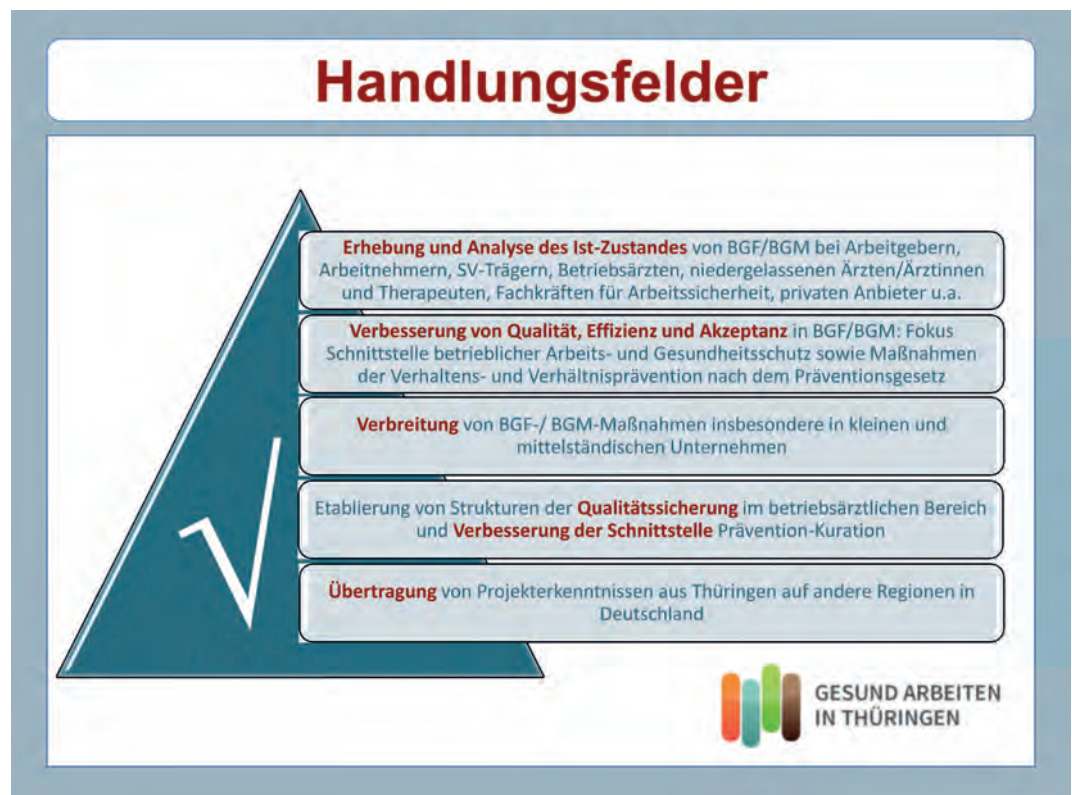 Handlungsfelder
Erhebung und Analyse des Ist-Zustandes von BGF/BGM bei Arbeitgebern,
Arbeitnehmern, SV-Trägern, Betriebsärzten, niedergelassenen Ärzten/Ärztinnen
und Therapeuten, Fachkräften für Arbeitssicherheit, privaten Anbieter u.a.
Verbesserung von Qualität, Effizienz und Akzeptanz in BGF/BGM: Fokus
Schnittstelle betrieblicher Arbeits- und Gesundheitsschutz sowie Maßnahmen
der Verhaltens- und Verhältnisprävention nach dem Präventionsgesetz
Verbreitung von BGF-/ BGM-Maßnahmen insbesondere in kleinen und
mittelständischen Unternehmen
Etablierung von Strukturen der Qualitätssicherung im betriebsärztlichen Bereich
und Verbesserung der Schnittstelle Prävention-Kuration
Übertragung von Projekterkenntnissen aus Thüringen auf andere Regionen in
Deutschland
GESUND ARBEITEN
IN THÜRINGEN